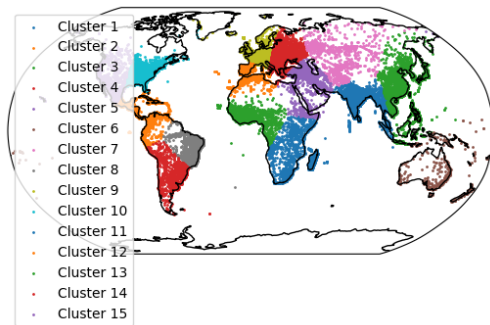 Cluster 1
Cluster 2
Cluster 3
Cluster 4
Cluster 5
Cluster 6
Cluster 7
Cluster 8
Cluster 9
Cluster 10
Cluster 11
Cluster 12
Cluster 13
Cluster 14
Cluster 15